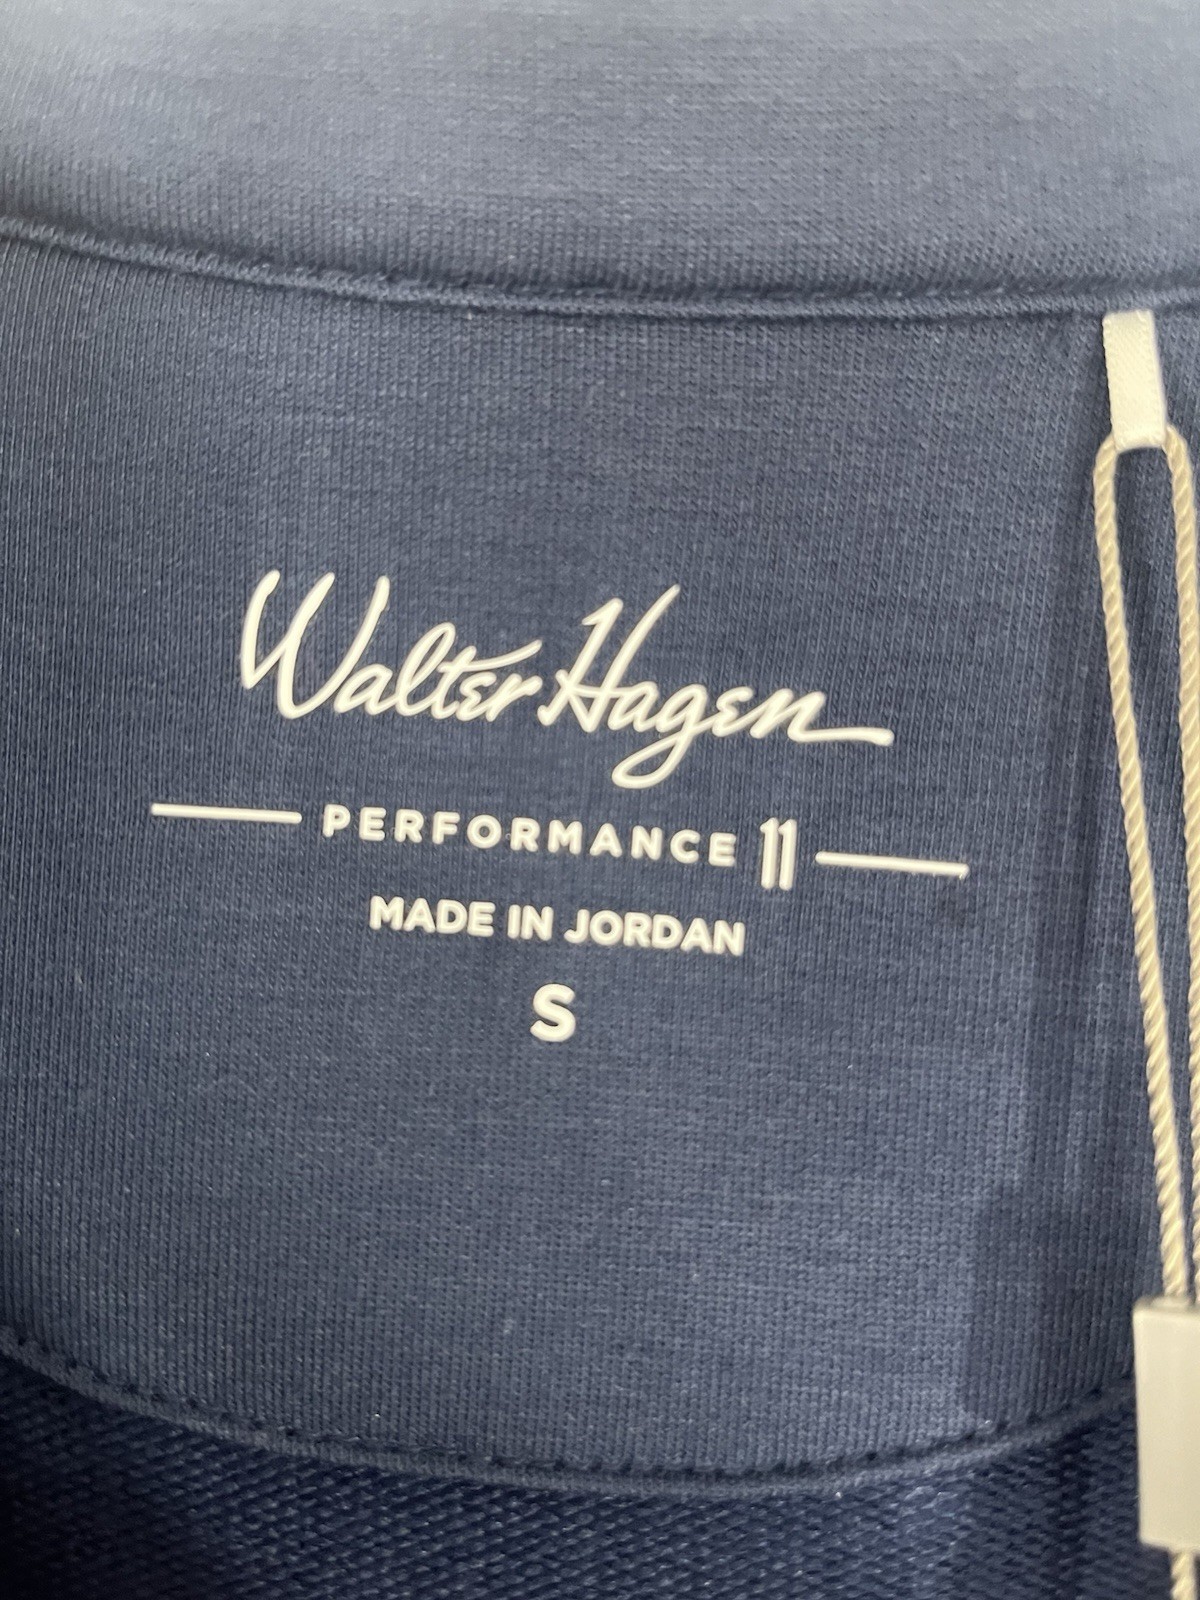 Walter Hagen
PERFORMANCE 11
MADE IN JORDAN
S